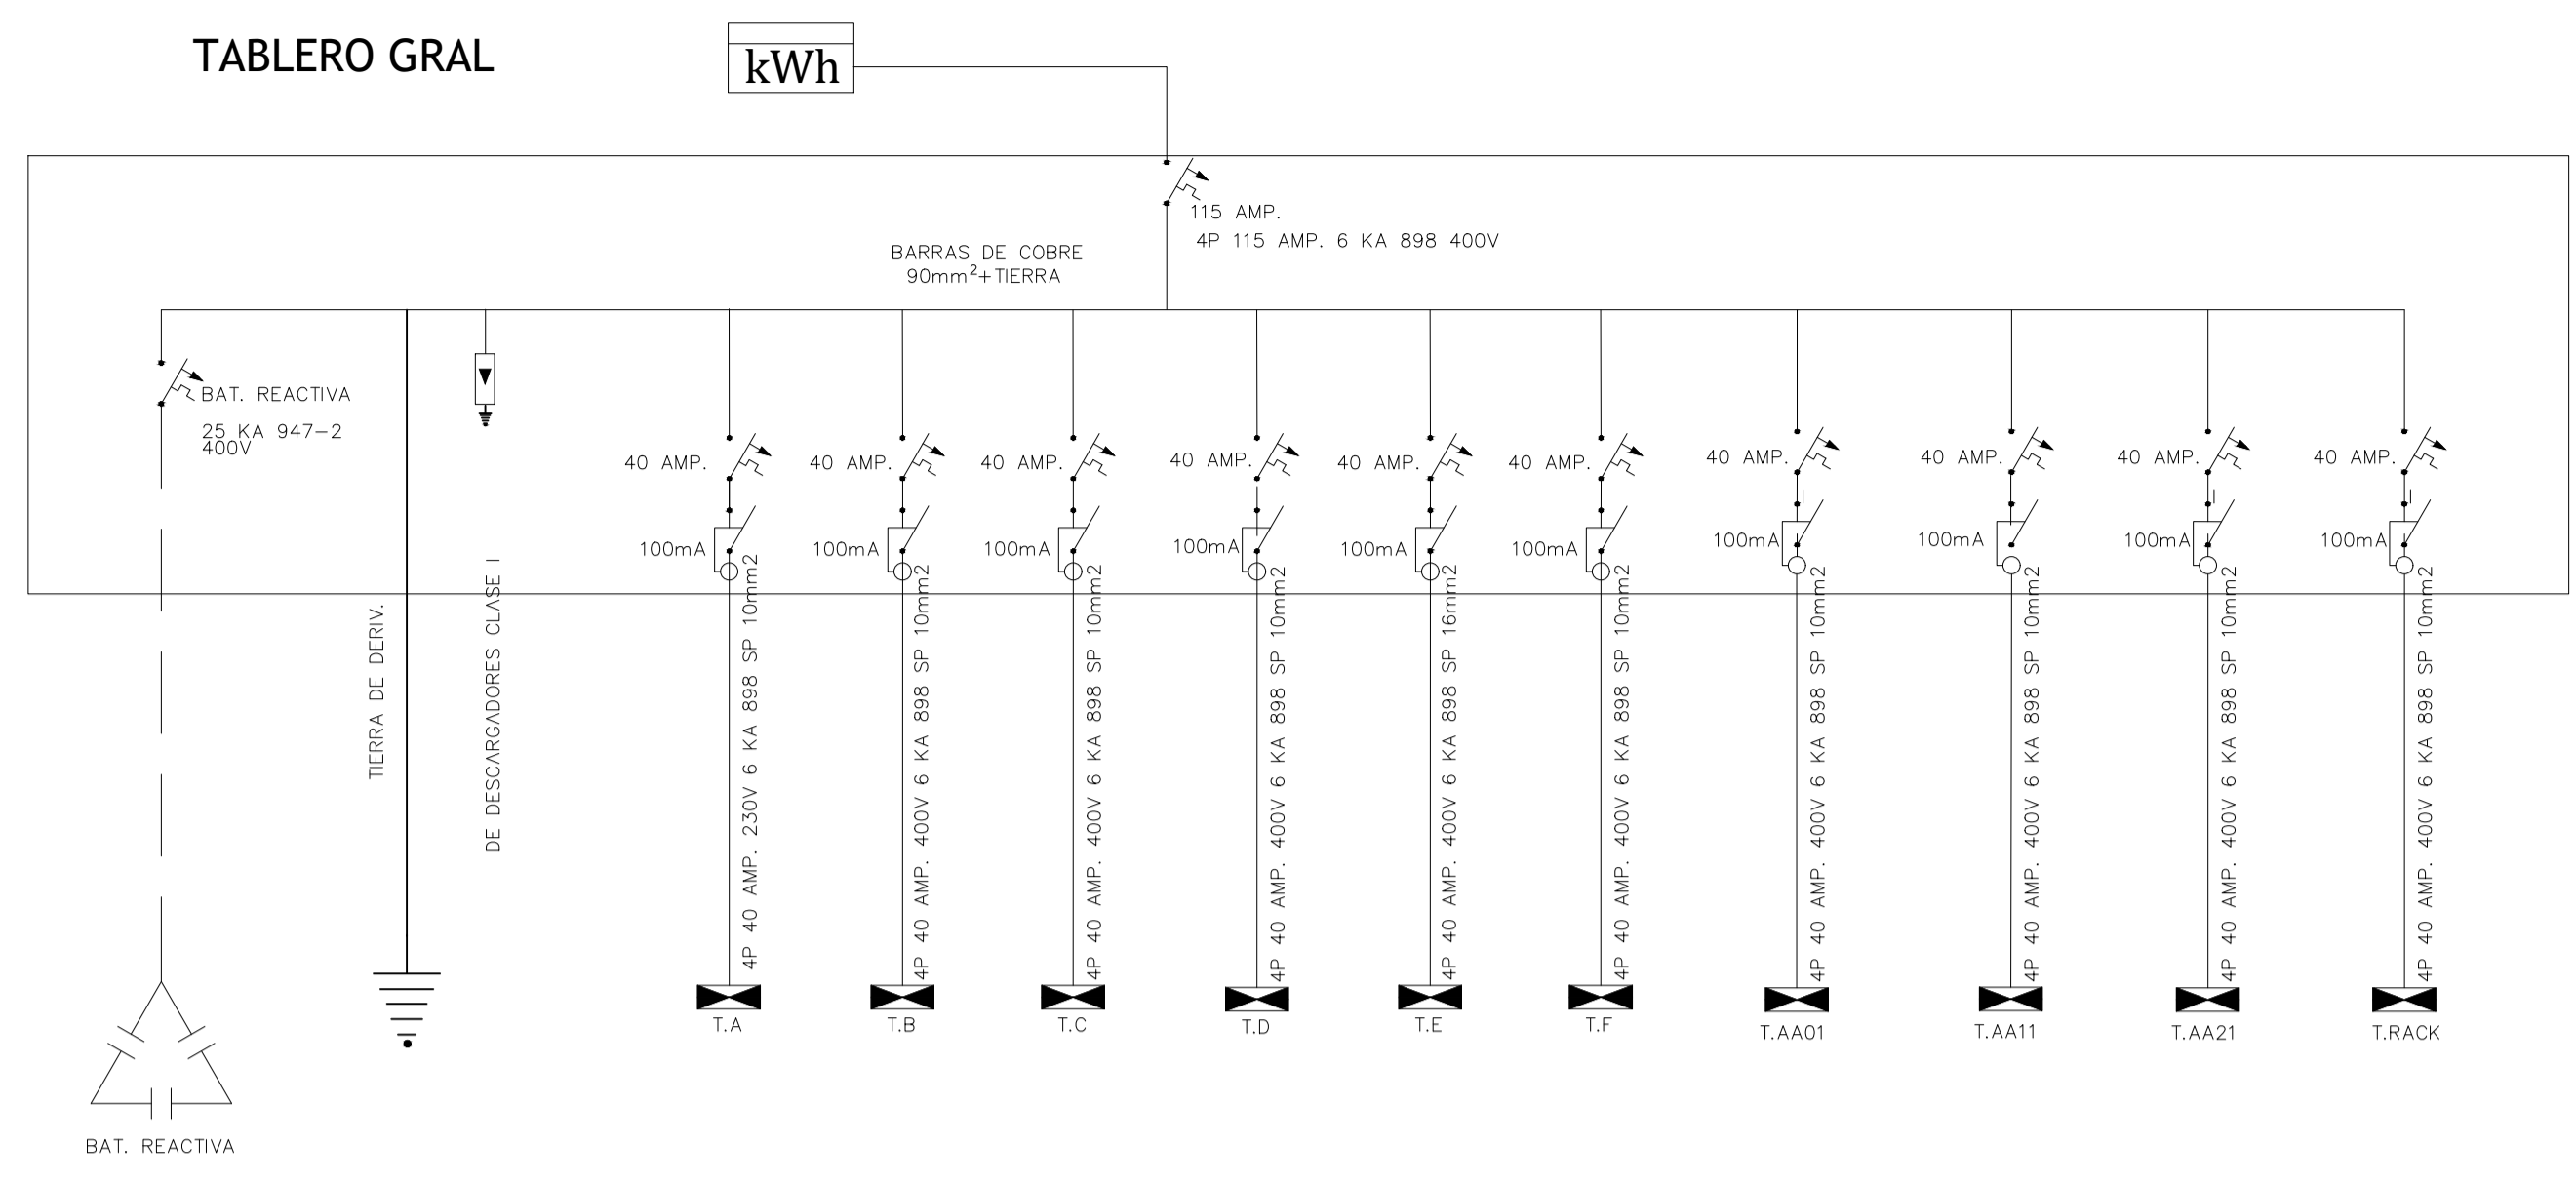 TABLERO GRAL
kWh
115 AMP.
4P 115 AMP. 6 KA 898 400V
BARRAS DE COBRE
90mm²+TIERRA
BAT. REACTIVA
25 KA 947-2
400V
40 AMP.
40 AMP.
40 AMP.
40 AMP.
40 AMP.
40 AMP.
40 AMP.
40 AMP.
40 AMP.
40 AMP.
100mA
100mA
100mA
100mA
100mA
100mA
100mA
100mA
100mA
100mA
TIERRA DE DERIV.
DE DESCARGADORES CLASE I
4P 40 AMP. 230V 6 KA 898 SP 10mm2
4P 40 AMP. 400V 6 KA 898 SP 10mm2
4P 40 AMP. 400V 6 KA 898 SP 10mm2
4P 40 AMP. 400V 6 KA 898 SP 10mm2
4P 40 AMP. 400V 6 KA 898 SP 16mm2
4P 40 AMP. 400V 6 KA 898 SP 10mm2
4P 40 AMP. 400V 6 KA 898 SP 10mm2
4P 40 AMP. 400V 6 KA 898 SP 10mm2
4P 40 AMP. 400V 6 KA 898 SP 10mm2
4P 40 AMP. 400V 6 KA 898 SP 10mm2
T.A
T.B
T.C
T.D
T.E
T.F
T.AA01
T.AA11
T.AA21
T.RACK
BAT. REACTIVA